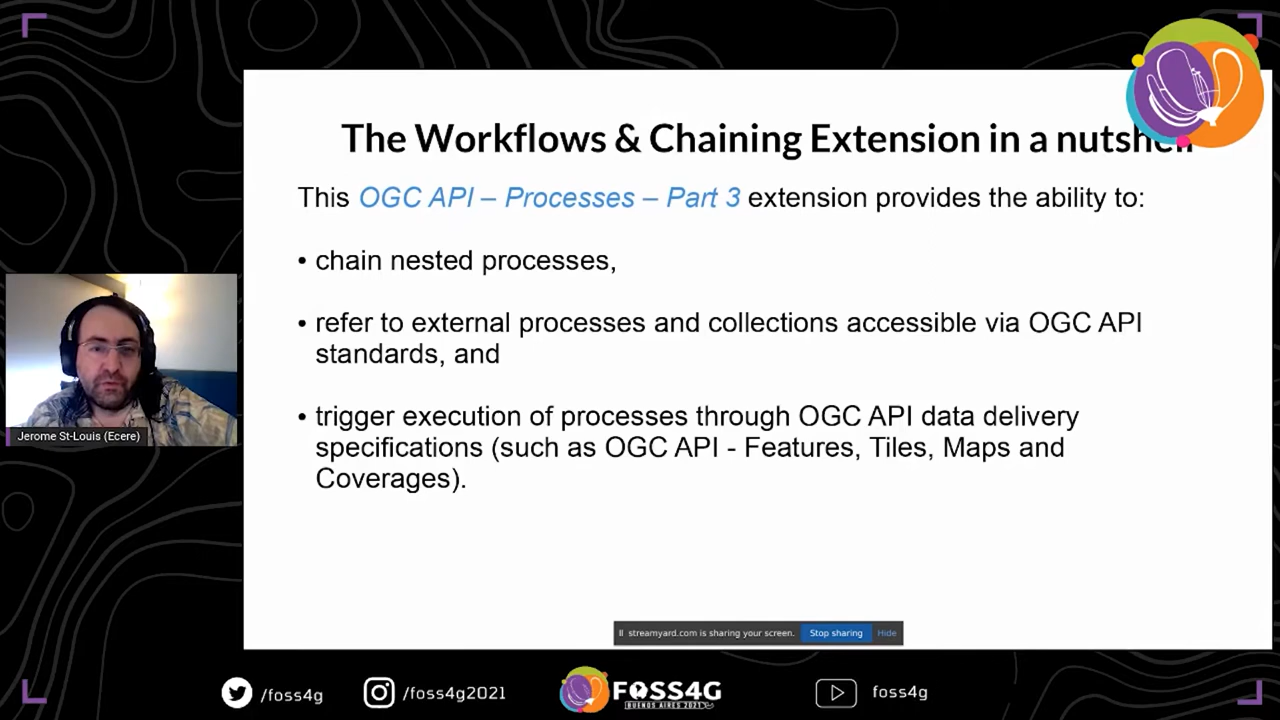 The Workflows & Chaining Extension in a nutshell
This OGC API – Processes – Part 3 extension provides the ability to:
• chain nested processes,
• refer to external processes and collections accessible via OGC API
standards, and
• trigger execution of processes through OGC API data delivery
specifications (such as OGC API - Features, Tiles, Maps and
Coverages).
Jerome St-Louis (Ecere)
streamyard.com is sharing your screen. Stop sharing Hide
/foss4g /foss4g2021 FOSS4G foss4g
BUENOS AIRES 2021